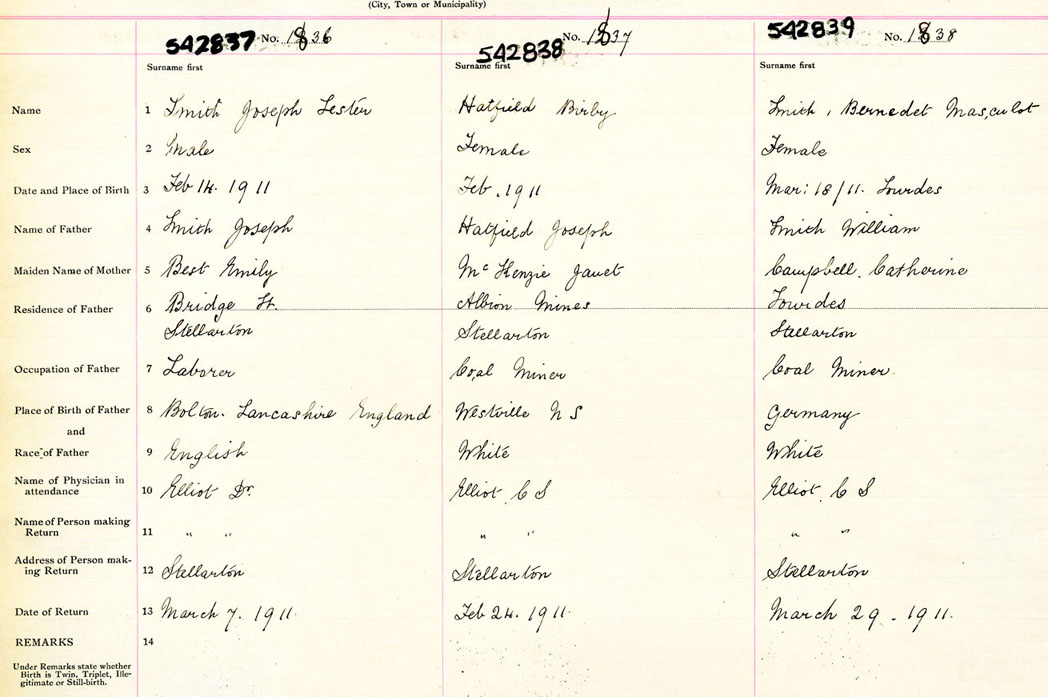 (City, Town or Municipality)
542837 No. 1836
542838 No. 1837
542839 No. 1838
Surname first Surname first Surname first
Name 1 Smith Joseph Lester Hatfield Birby Smith, Bernedet Masculot
Sex 2 Male Female Female
Date and Place of Birth 3 Feb 14. 1911 Feb. 1911 Mar: 18/11. Lourdes
Name of Father 4 Smith Joseph Hatfield Joseph Smith William
Maiden Name of Mother 5 Best Emily McKenzie Janet Campbell. Catherine
Residence of Father 6 Bridge St. Albion Mines Lourdes
Stellarton Stellarton Stellarton
Occupation of Father 7 Laborer Coal Miner Coal Miner
Place of Birth of Father 8 Bolton. Lancashire England Westville N S Germany
and
Race of Father 9 English White White
Name of Physician in
attendance 10 Elliot Dr. Elliot C S Elliot. C S
Name of Person making
Return 11 " " " " " "
Address of Person mak-
ing Return 12 Stellarton Stellarton Stellarton
Date of Return 13 March 7. 1911 Feb 24. 1911. March 29. 1911.
REMARKS 14
Under Remarks state whether
Birth is Twin, Triplet, Ille-
gitimate or Still-birth.